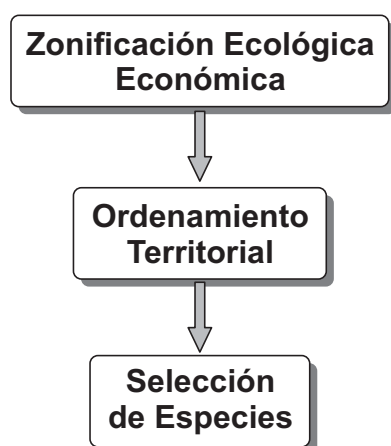 Zonificación Ecológica
Económica
Ordenamiento
Territorial
Selección
de Especies